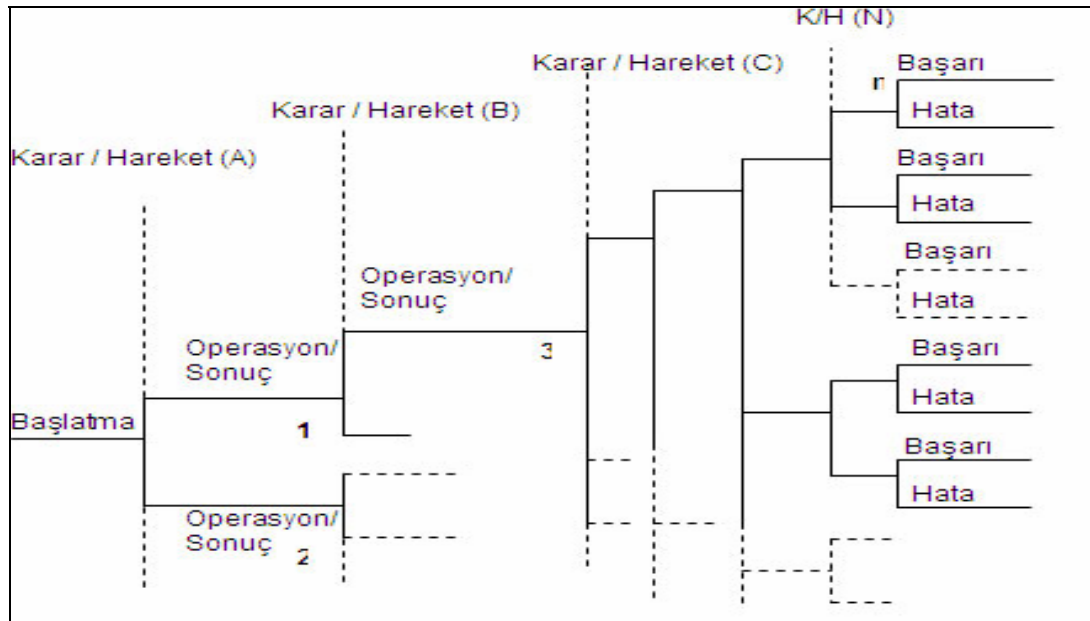 K/H (N)
Karar / Hareket (C)
Karar / Hareket (B)
Karar / Hareket (A)
n
Başarı
Hata
Başarı
Hata
Başarı
Hata
Operasyon/
Sonuç
3
Operasyon/
Sonuç
1
Başlatma
Operasyon/
Sonuç
2
Başarı
Hata
Başarı
Hata